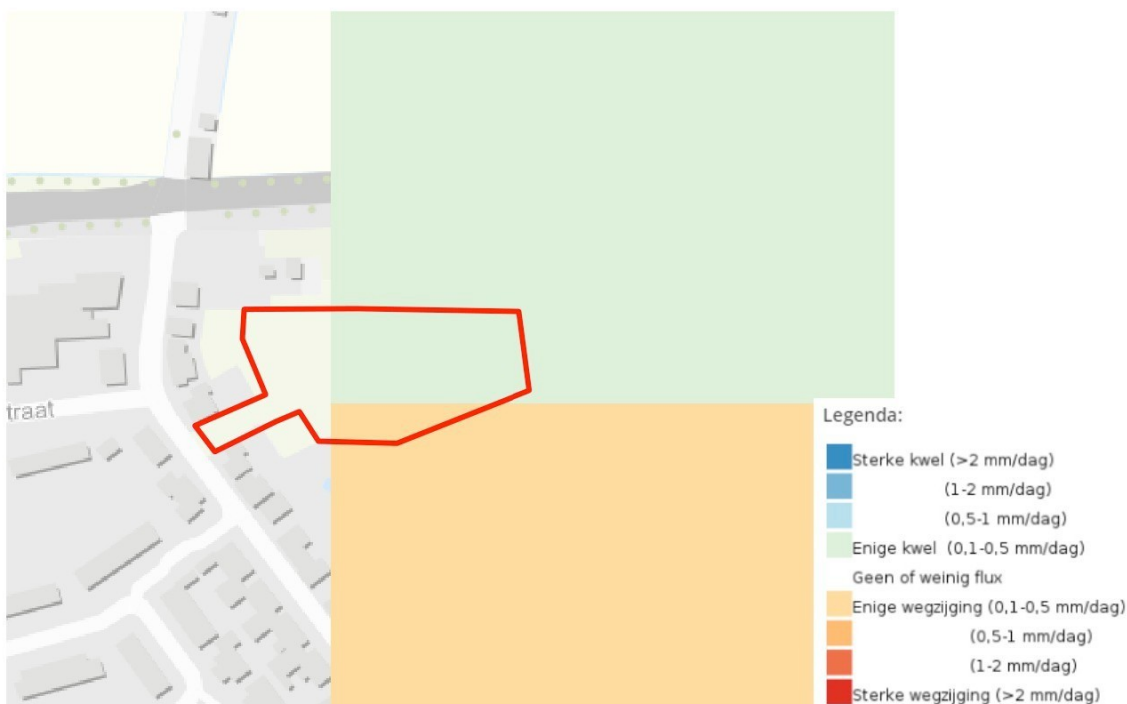 traat
Legenda:
Sterke kwel (>2 mm/dag)
(1-2 mm/dag)
(0,5-1 mm/dag)
Enige kwel (0,1-0,5 mm/dag)
Geen of weinig flux
Enige wegzijging (0,1-0,5 mm/dag)
(0,5-1 mm/dag)
(1-2 mm/dag)
Sterke wegzijging (>2 mm/dag)